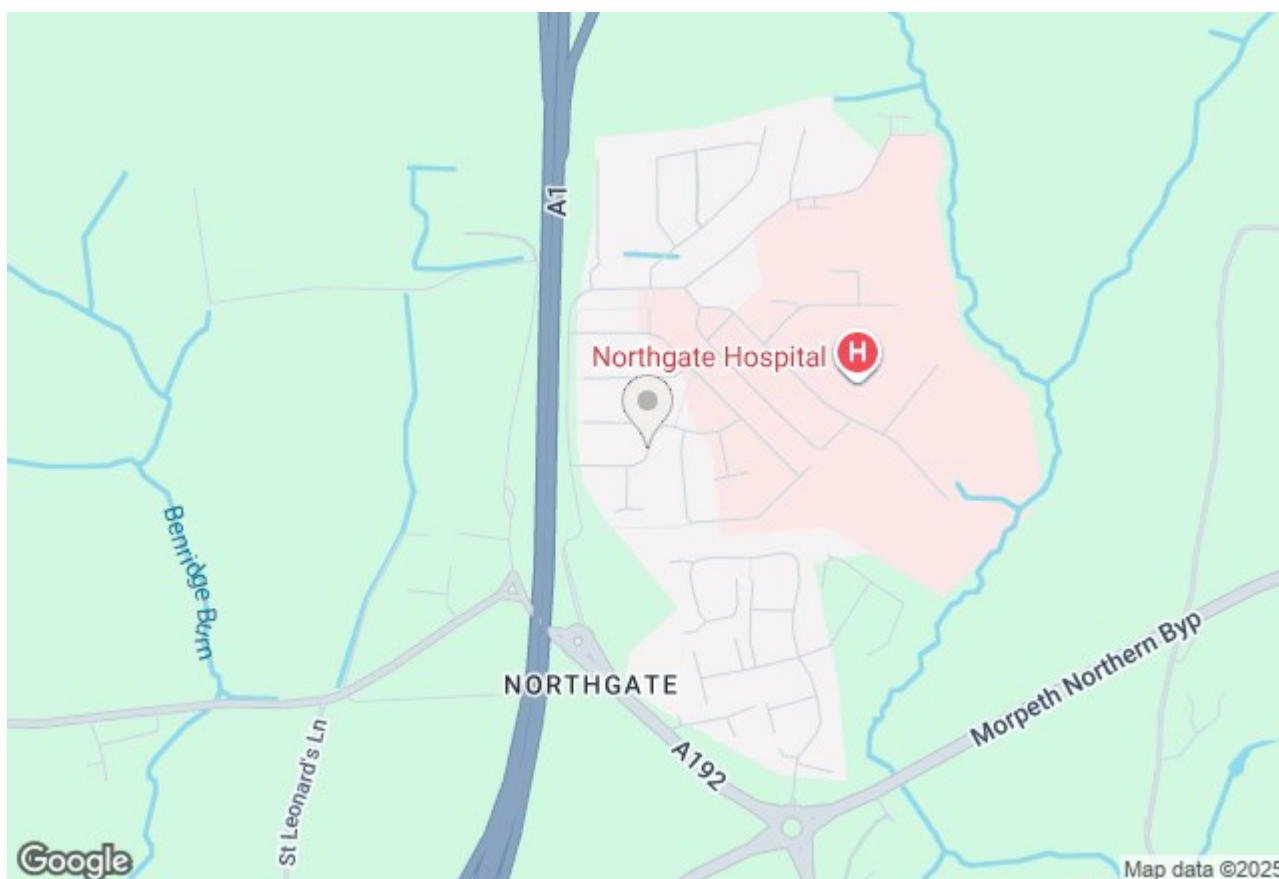 A1
Northgate Hospital
H
Benridge Burn
NORTHGATE
Morpeth Northern Byp
A192
St Leonard's Ln
Google
Map data ©2025